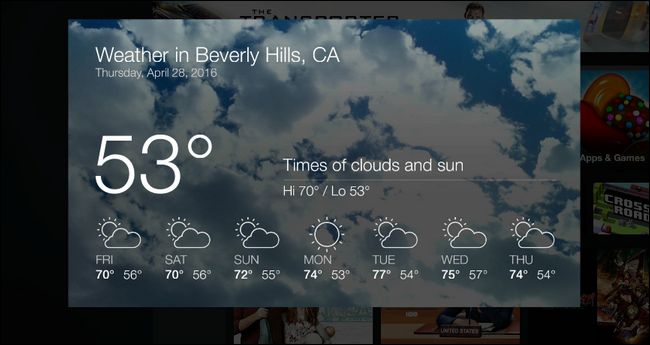 THE
TRANSPORTER
Weather in Beverly Hills, CA
Thursday, April 28, 2016
53°
Times of clouds and sun
Hi 70° / Lo 53°
FRI
70° 56°
SAT
70° 56°
SUN
72° 55°
MON
74° 53°
TUE
77° 54°
WED
75° 57°
THU
74° 54°
Apps & Games
CROSS
ROAD
HBO
UNITED STATES